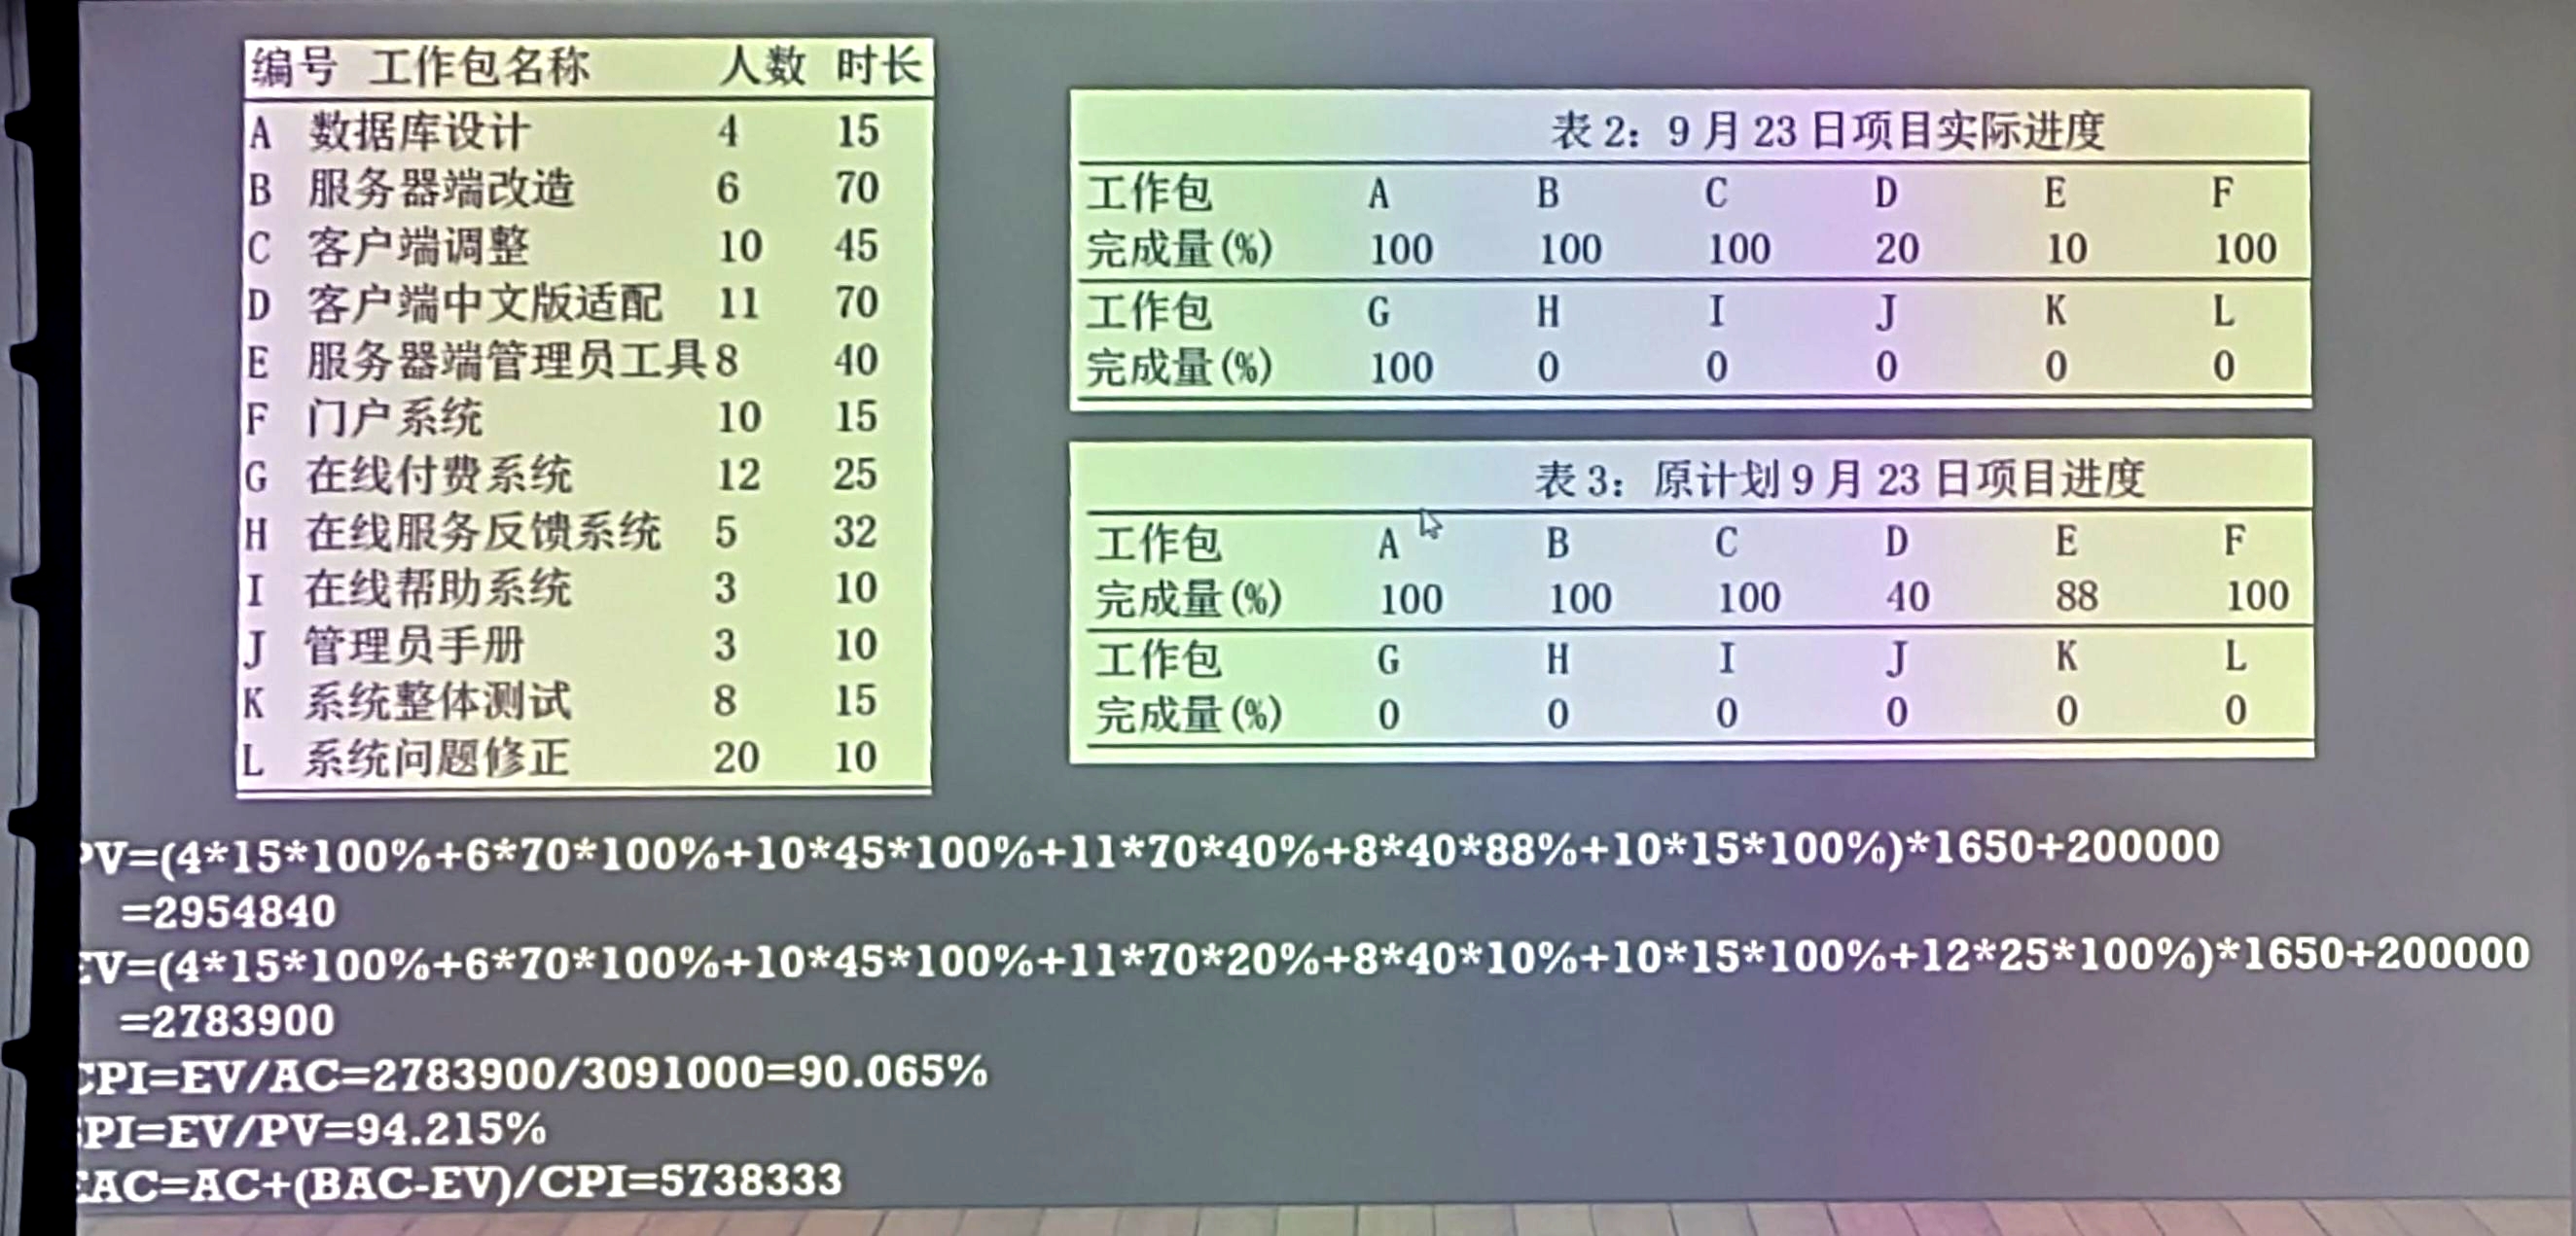 编号 工作包名称 人数 时长
A 数据库设计 4 15
B 服务器端改造 6 70
C 客户端调整 10 45
D 客户端中文版适配 11 70
E 服务器端管理员工具 8 40
F 门户系统 10 15
G 在线付费系统 12 25
H 在线服务反馈系统 5 32
I 在线帮助系统 3 10
J 管理员手册 3 10
K 系统整体测试 8 15
L 系统问题修正 20 10
表 2：9 月 23 日项目实际进度
工作包 A B C D E F
完成量(%) 100 100 100 20 10 100
工作包 G H I J K L
完成量(%) 100 0 0 0 0 0
表 3：原计划 9 月 23 日项目进度
工作包 A B C D E F
完成量(%) 100 100 100 40 88 100
工作包 G H I J K L
完成量(%) 0 0 0 0 0 0
PV=(4*15*100%+6*70*100%+10*45*100%+11*70*40%+8*40*88%+10*15*100%)*1650+200000
=2954840
EV=(4*15*100%+6*70*100%+10*45*100%+11*70*20%+8*40*10%+10*15*100%+12*25*100%)*1650+200000
=2783900
CPI=EV/AC=2783900/3091000=90.065%
SPI=EV/PV=94.215%
EAC=AC+(BAC-EV)/CPI=5738333